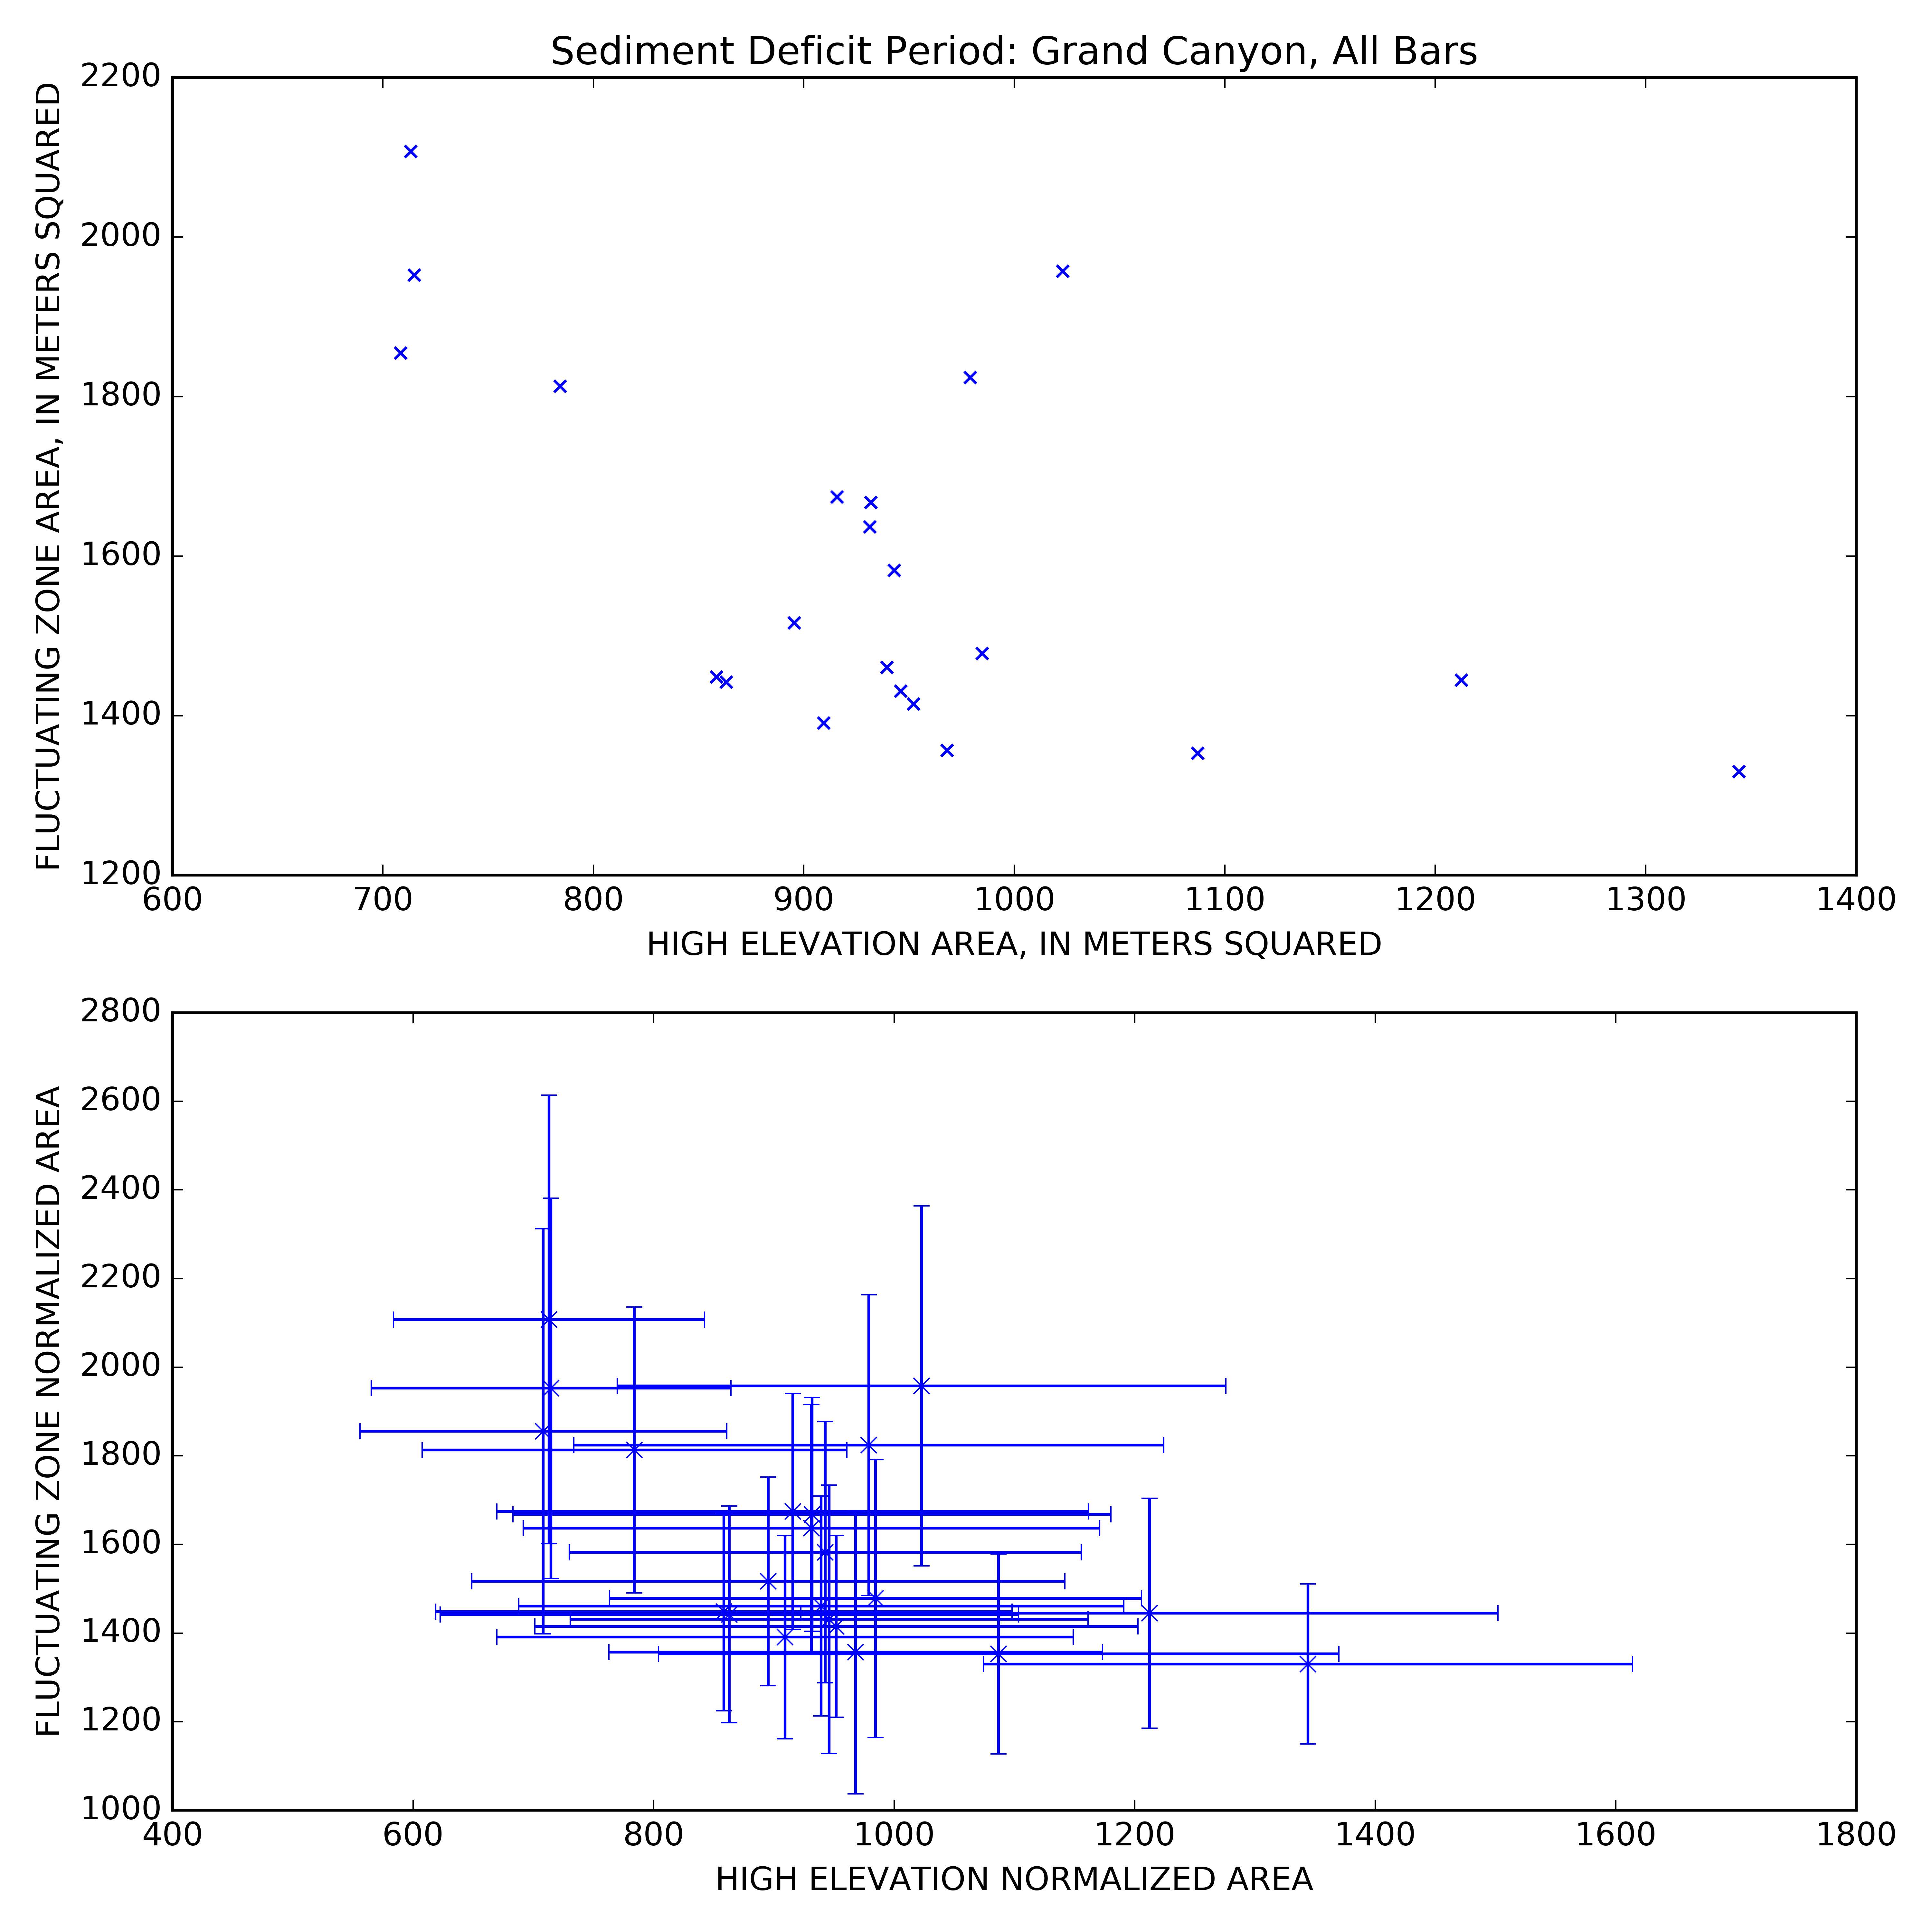 Sediment Deficit Period: Grand Canyon, All Bars
2200
2000
1800
1600
1400
1200
FLUCTUATING ZONE AREA, IN METERS SQUARED
600 700 800 900 1000 1100 1200 1300 1400
HIGH ELEVATION AREA, IN METERS SQUARED
2800
2600
2400
2200
2000
1800
1600
1400
1200
1000
FLUCTUATING ZONE NORMALIZED AREA
400 600 800 1000 1200 1400 1600 1800
HIGH ELEVATION NORMALIZED AREA